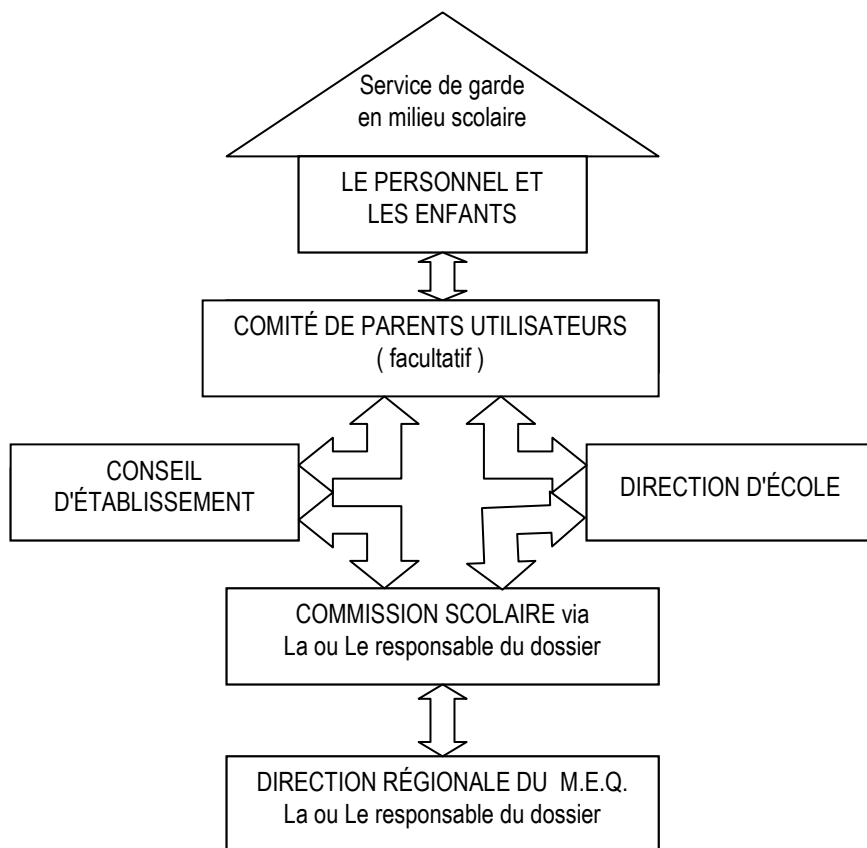 Service de garde
en milieu scolaire
LE PERSONNEL ET
LES ENFANTS
COMITÉ DE PARENTS UTILISATEURS
( facultatif )
CONSEIL
D'ÉTABLISSEMENT
DIRECTION D'ÉCOLE
COMMISSION SCOLAIRE via
La ou Le responsable du dossier
DIRECTION RÉGIONALE DU M.E.Q.
La ou Le responsable du dossier